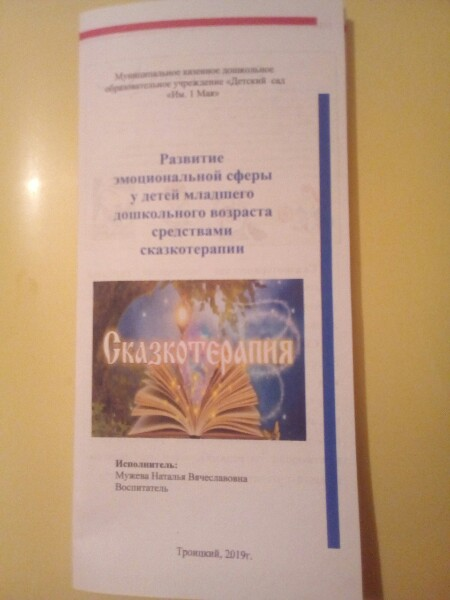 Муниципальное казенное дошкольное
образовательное учреждение «Детский сад
«Им. 1 Мая»
Развитие
эмоциональной сферы
у детей младшего
дошкольного возраста
средствами
сказкотерапии
Сказкотерапия
Исполнитель:
Мужева Наталья Вячеславовна
Воспитатель
Троицкий, 2019г.